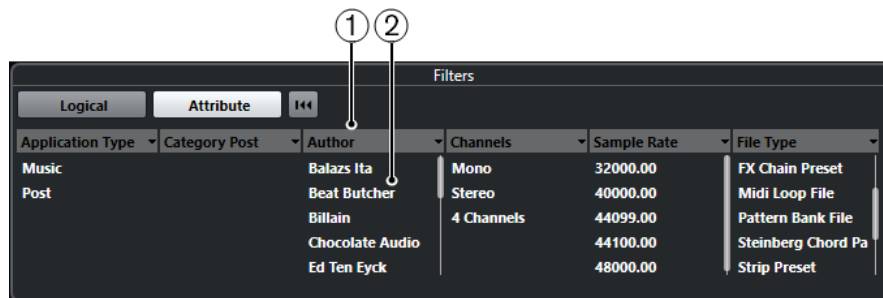 1 2
Filters
Logical Attribute
Application Type Category Post Author Channels Sample Rate File Type
Music Balazs Ita Mono 32000.00 FX Chain Preset
Post Beat Butcher Stereo 40000.00 Midi Loop File
Billain 4 Channels 44099.00 Pattern Bank File
Chocolate Audio 44100.00 Steinberg Chord Pa
Ed Ten Eyck 48000.00 Strip Preset